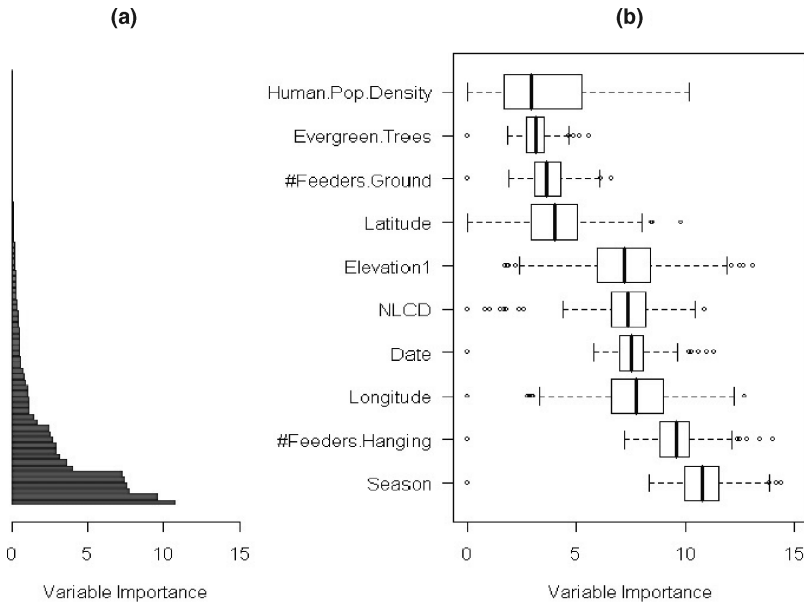 (a)
(b)
Human.Pop.Density
Evergreen.Trees
#Feeders.Ground
Latitude
Elevation1
NLCD
Date
Longitude
#Feeders.Hanging
Season
0 5 10 15
0 5 10 15
Variable Importance
Variable Importance